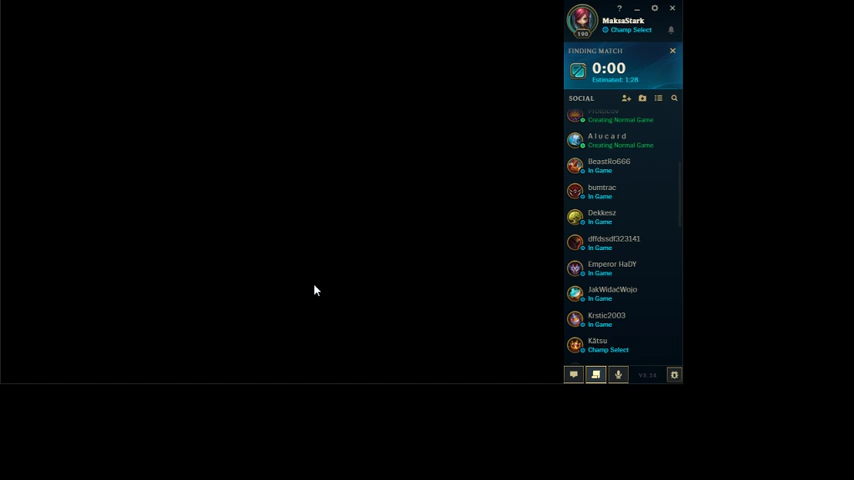 MaksaStark
190
Champ Select
FINDING MATCH
0:00
Estimated: 1:28
SOCIAL
Creating Normal Game
Alucard
Creating Normal Game
BeastRo666
In Game
bumtrac
In Game
Dekkesz
In Game
dffdssdf323141
In Game
Emperor HaDY
In Game
JakWidaćWojo
In Game
Krstic2003
In Game
Kâtsu
Champ Select